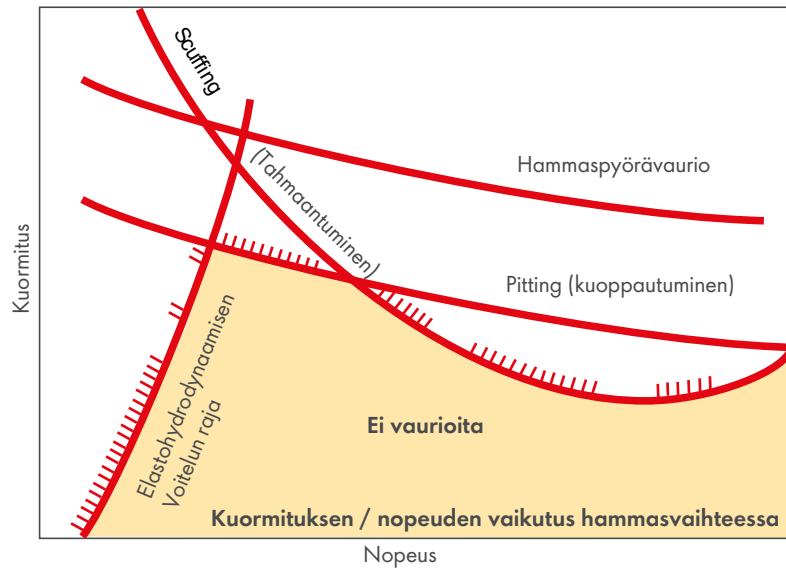 Scuffing
(Tahmaantuminen)
Hammaspyörävaurio
Pitting (kuoppautuminen)
Kuormitus
Elastohydrodynaamisen
Voitelun raja
Ei vaurioita
Kuormituksen / nopeuden vaikutus hammasvaihteessa
Nopeus